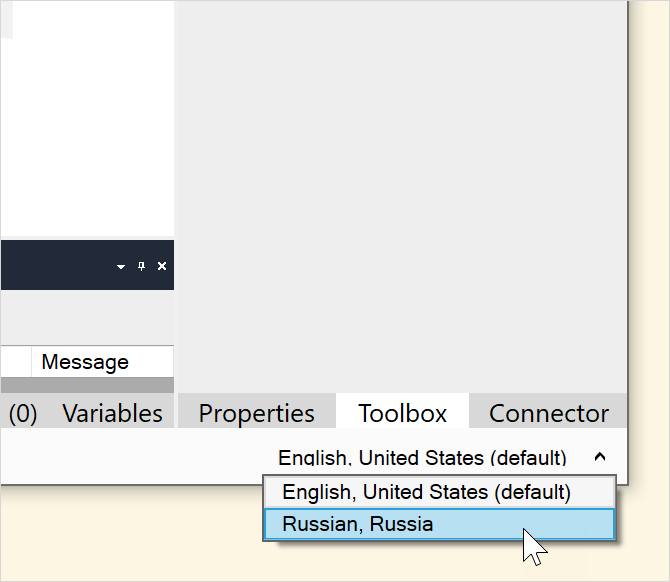 Message
(0) Variables Properties Toolbox Connector
English, United States (default)
English, United States (default)
Russian, Russia